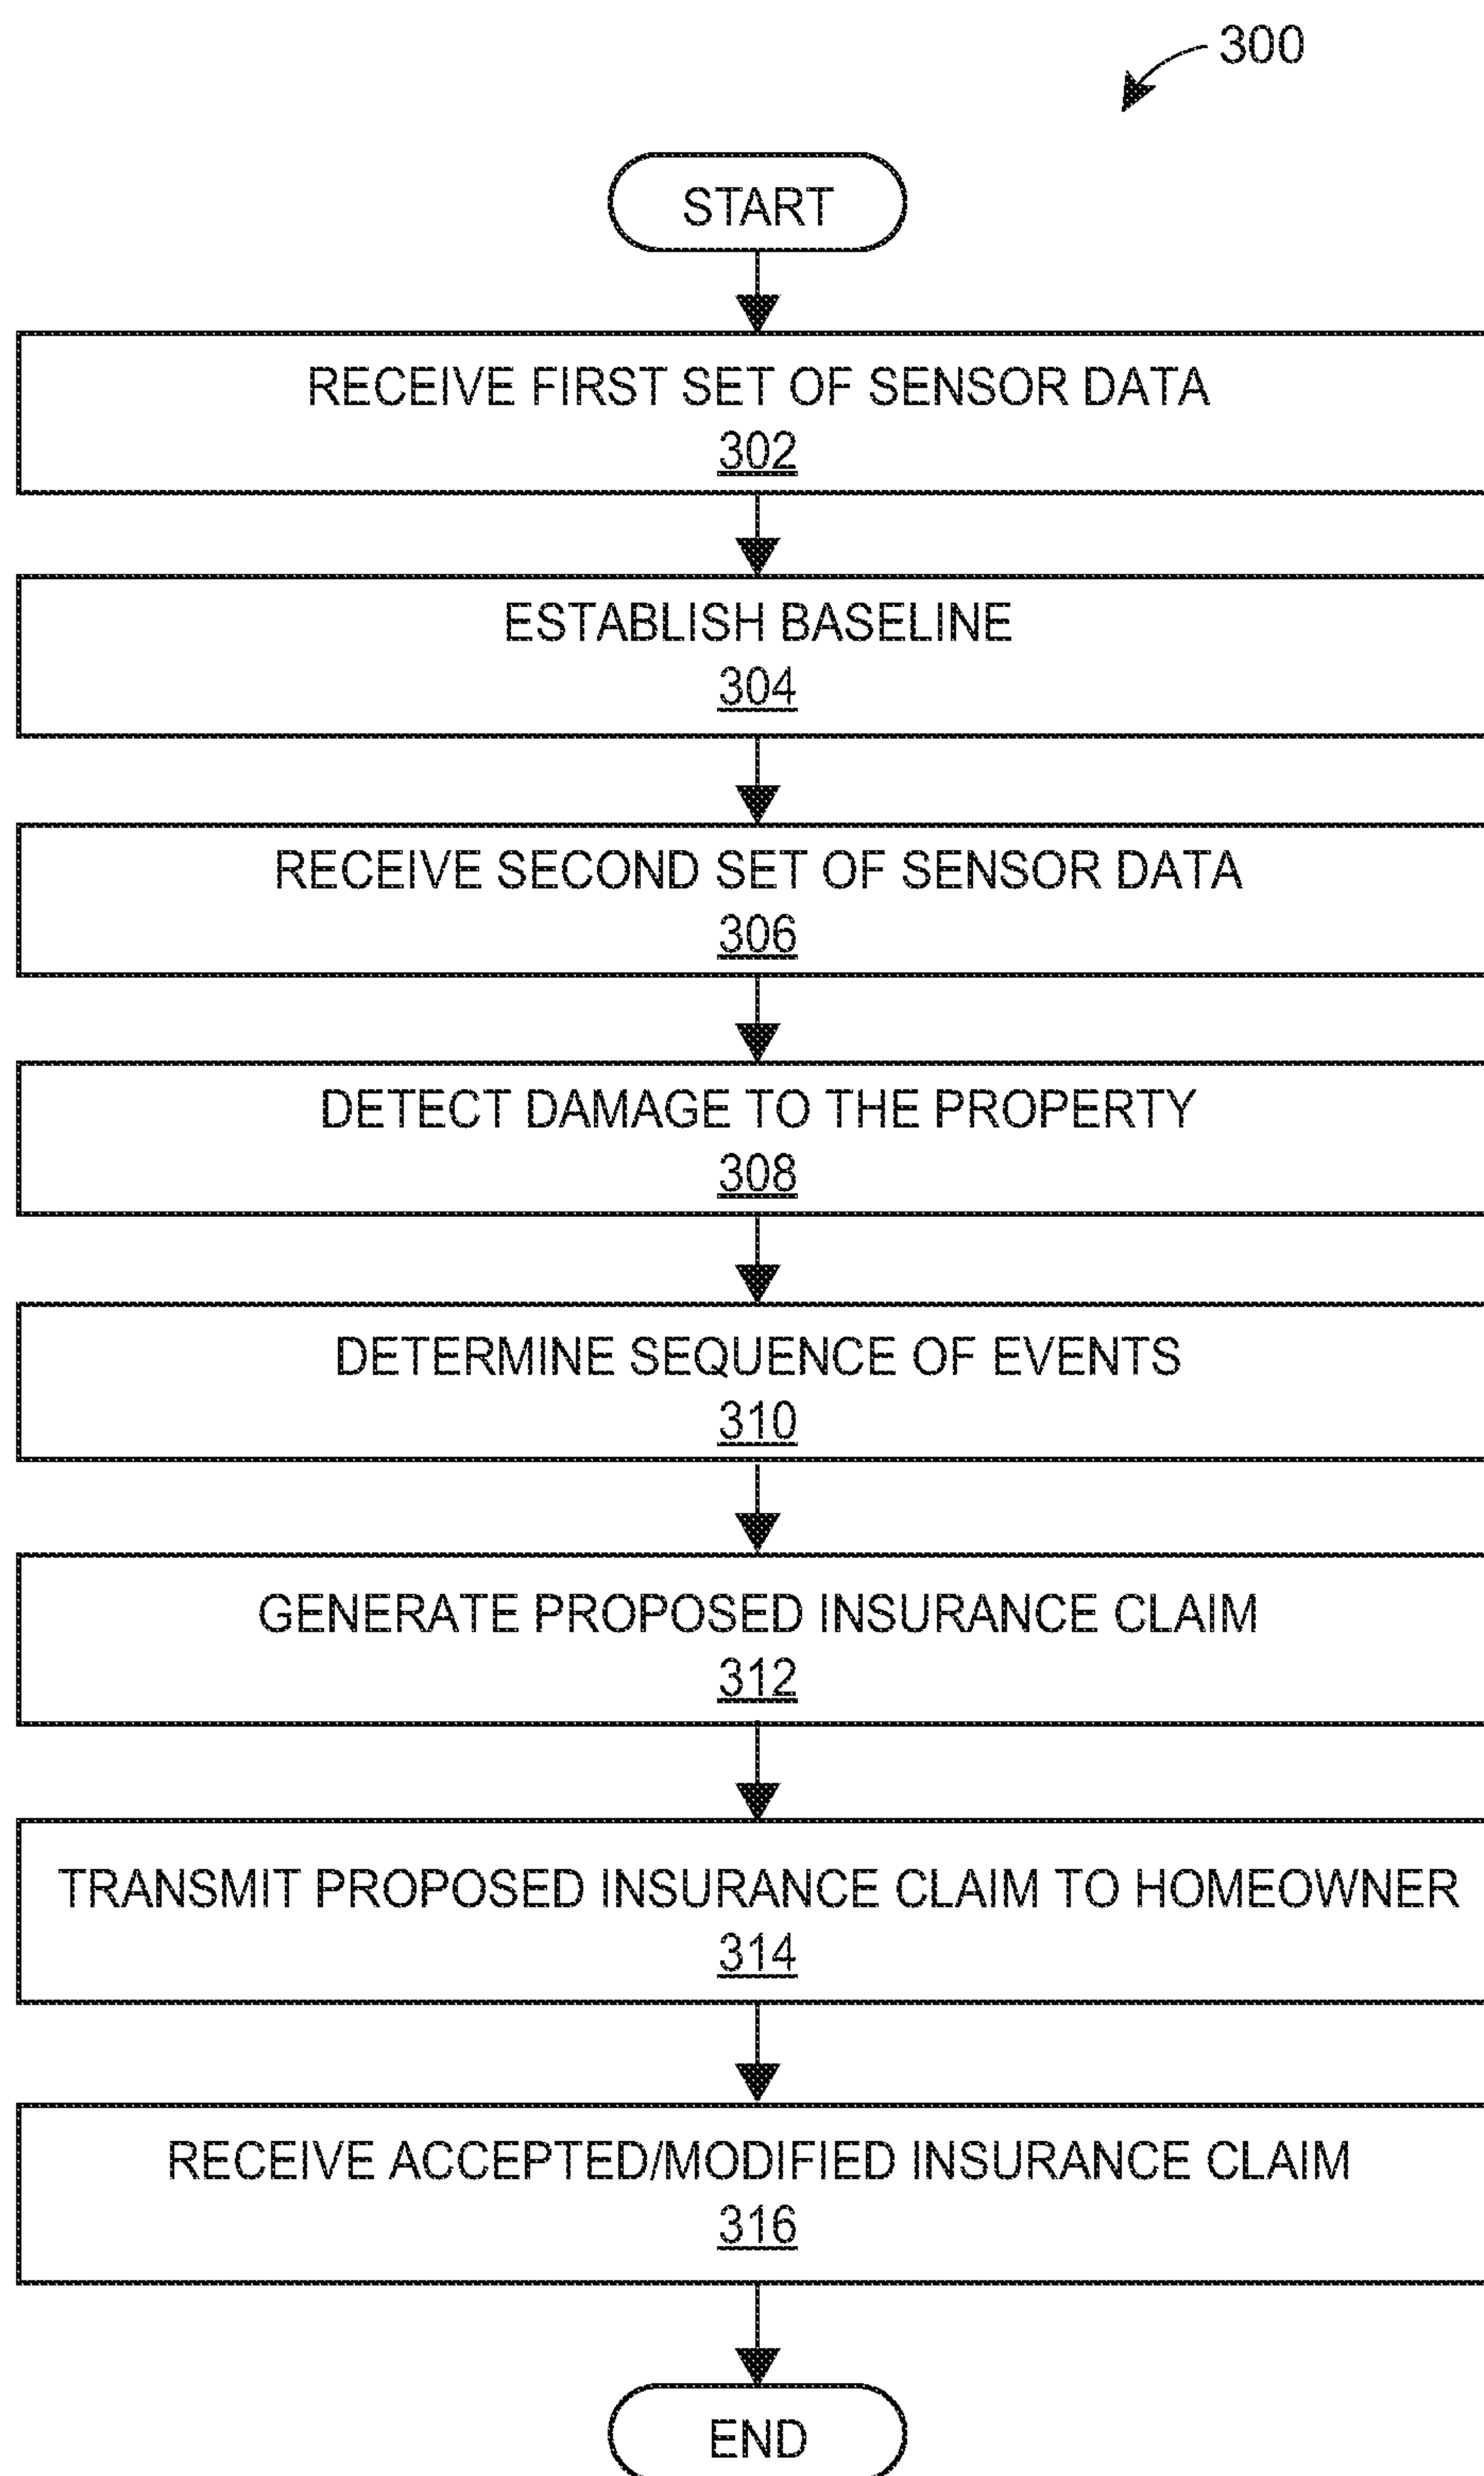 300
START
RECEIVE FIRST SET OF SENSOR DATA
302
ESTABLISH BASELINE
304
RECEIVE SECOND SET OF SENSOR DATA
306
DETECT DAMAGE TO THE PROPERTY
308
DETERMINE SEQUENCE OF EVENTS
310
GENERATE PROPOSED INSURANCE CLAIM
312
TRANSMIT PROPOSED INSURANCE CLAIM TO HOMEOWNER
314
RECEIVE ACCEPTED/MODIFIED INSURANCE CLAIM
316
END